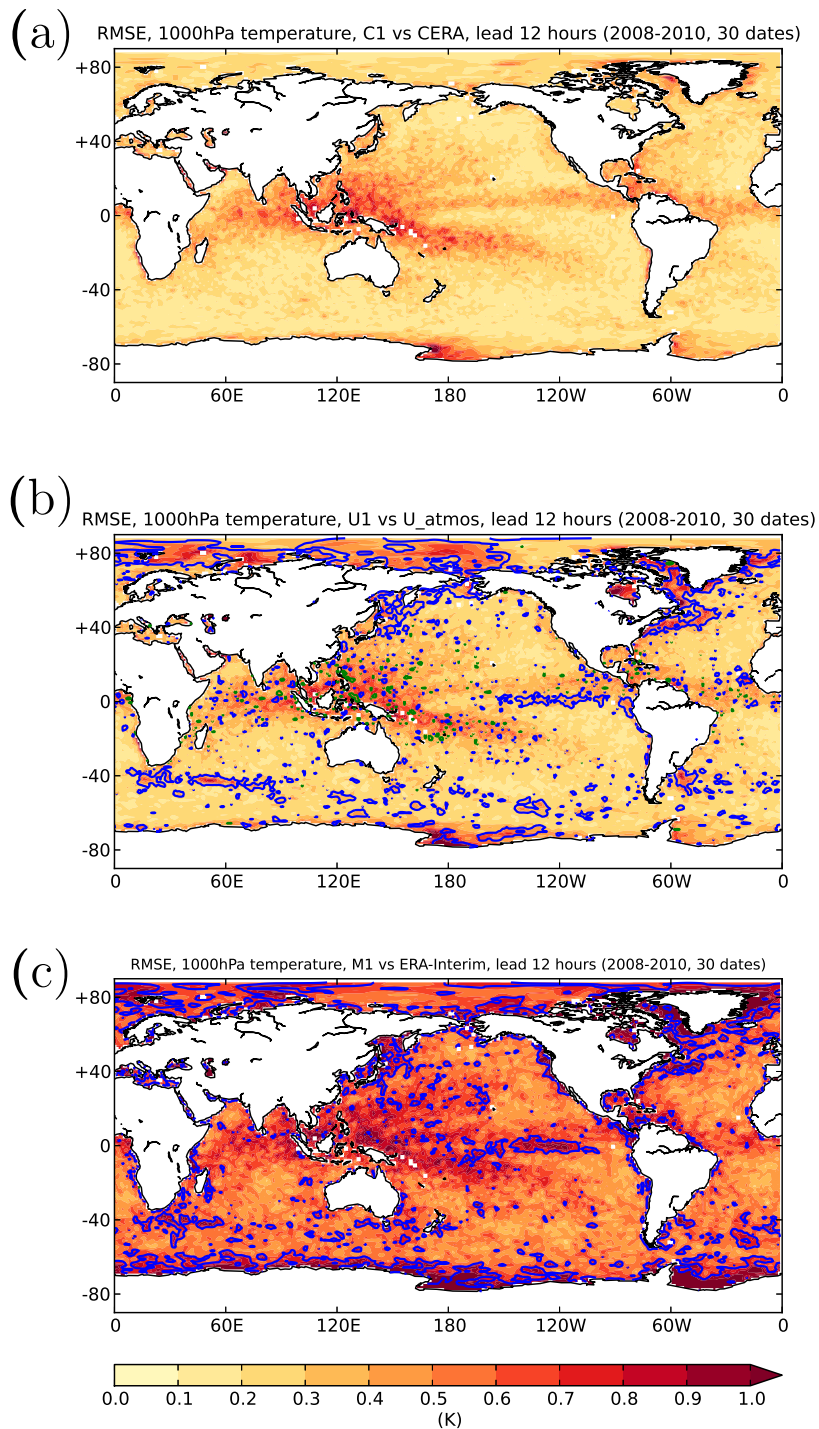 (a)
RMSE, 1000hPa temperature, C1 vs CERA, lead 12 hours (2008-2010, 30 dates)
+80
+40
0
-40
-80
0 60E 120E 180 120W 60W 0
(b)
RMSE, 1000hPa temperature, U1 vs U_atmos, lead 12 hours (2008-2010, 30 dates)
+80
+40
0
-40
-80
0 60E 120E 180 120W 60W 0
(c)
RMSE, 1000hPa temperature, M1 vs ERA-Interim, lead 12 hours (2008-2010, 30 dates)
+80
+40
0
-40
-80
0 60E 120E 180 120W 60W 0
0.0 0.1 0.2 0.3 0.4 0.5 0.6 0.7 0.8 0.9 1.0
(K)